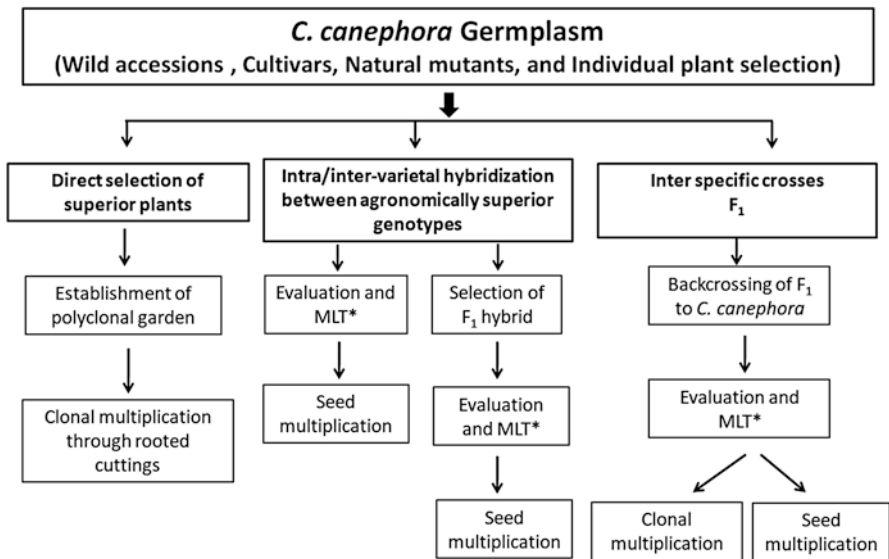 C. canephora Germplasm
(Wild accessions , Cultivars, Natural mutants, and Individual plant selection)
Direct selection of
superior plants
Intra/inter-varietal hybridization
between agronomically superior
genotypes
Inter specific crosses
F₁
Establishment of
polyclonal garden
Evaluation and
MLT*
Selection of
F₁ hybrid
Backcrossing of F₁
to C. canephora
Clonal multiplication
through rooted
cuttings
Seed
multiplication
Evaluation
and MLT*
Evaluation and
MLT*
Seed
multiplication
Clonal
multiplication
Seed
multiplication